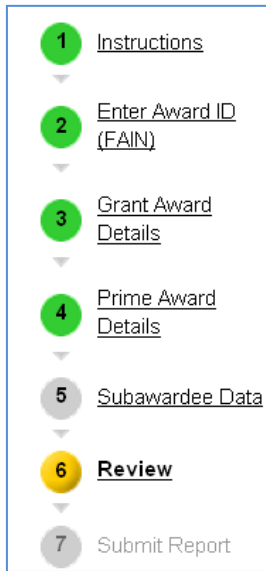 1 Instructions
2 Enter Award ID
(FAIN)
3 Grant Award
Details
4 Prime Award
Details
5 Subawardee Data
6 Review
7 Submit Report